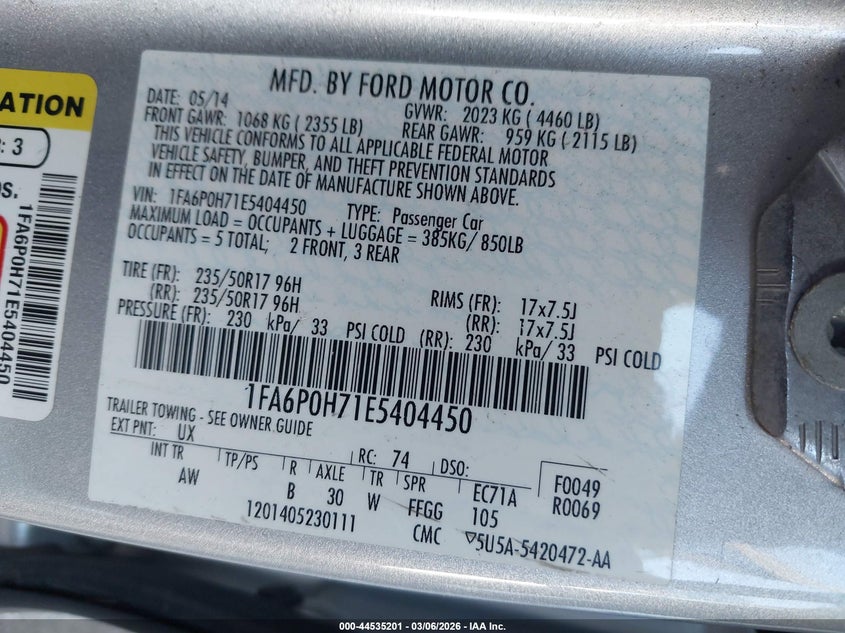 ATION
: 3
OS.
1FA6P0H71E5404450
MFD. BY FORD MOTOR CO.
DATE: 05/14 GVWR: 2023 KG ( 4460 LB)
FRONT GAWR: 1068 KG ( 2355 LB) REAR GAWR: 959 KG ( 2115 LB)
THIS VEHICLE CONFORMS TO ALL APPLICABLE FEDERAL MOTOR
VEHICLE SAFETY, BUMPER, AND THEFT PREVENTION STANDARDS
IN EFFECT ON THE DATE OF MANUFACTURE SHOWN ABOVE.
VIN: 1FA6P0H71E5404450 TYPE: Passenger Car
MAXIMUM LOAD = OCCUPANTS + LUGGAGE = 385KG/ 850LB
OCCUPANTS = 5 TOTAL; 2 FRONT, 3 REAR
TIRE (FR): 235/50R17 96H RIMS (FR): 17x7.5J
(RR): 235/50R17 96H (RR): 17x7.5J
PRESSURE (FR): 230 kPa/ 33 PSI COLD (RR): 230 kPa/ 33 PSI COLD
1FA6P0H71E5404450
TRAILER TOWING - SEE OWNER GUIDE
EXT PNT: UX RC: 74 DSO: F0049
INT TR TP/PS R AXLE TR SPR EC71A R0069
AW B 30 W FFGG 105
1201405230111 CMC ▽5U5A-5420472-AA
000-44535201 - 03/06/2026 - IAA Inc.